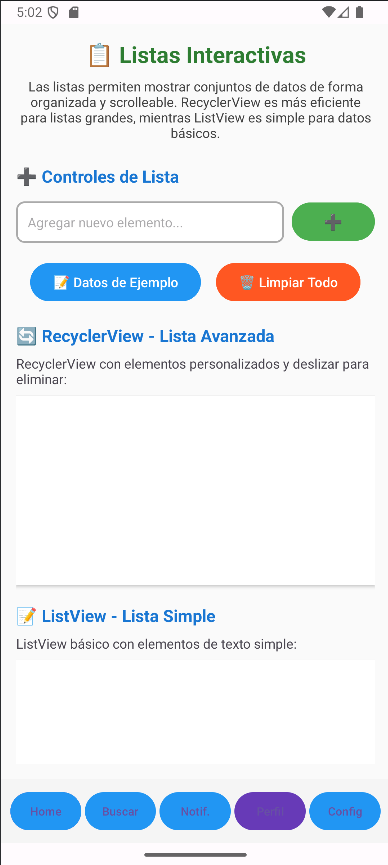 5:02
📋 Listas Interactivas
Las listas permiten mostrar conjuntos de datos de forma
organizada y scrolleable. RecyclerView es más eficiente
para listas grandes, mientras ListView es simple para datos
básicos.
➕ Controles de Lista
Agregar nuevo elemento...
➕
📝 Datos de Ejemplo
🗑️ Limpiar Todo
🔄 RecyclerView - Lista Avanzada
RecyclerView con elementos personalizados y deslizar para
eliminar:
📝 ListView - Lista Simple
ListView básico con elementos de texto simple:
Home Buscar Notif. Perfil Config